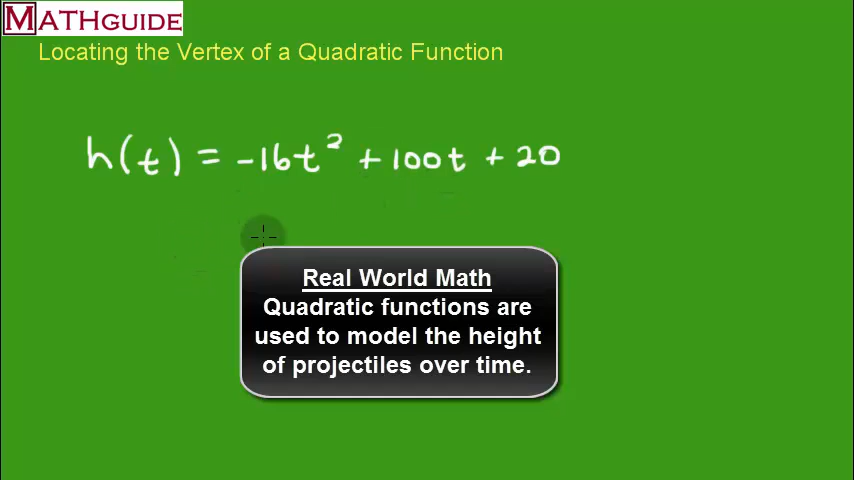 MATHGUIDE
Locating the Vertex of a Quadratic Function
h(t) = -16t² + 100t + 20
Real World Math
Quadratic functions are
used to model the height
of projectiles over time.